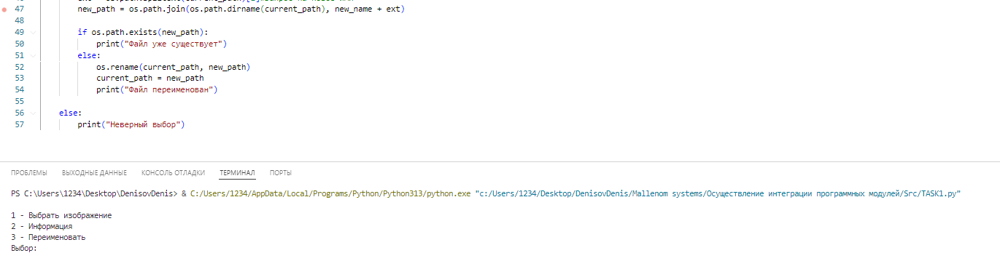 47 new_path = os.path.join(os.path.dirname(current_path), new_name + ext)
48
49 if os.path.exists(new_path):
50 print("Файл уже существует")
51 else:
52 os.rename(current_path, new_path)
53 current_path = new_path
54 print("Файл переименован")
55
56 else:
57 print("Неверный выбор")
ПРОБЛЕМЫ ВЫХОДНЫЕ ДАННЫЕ КОНСОЛЬ ОТЛАДКИ ТЕРМИНАЛ ПОРТЫ
PS C:\Users\1234\Desktop\DenisovDenis> & C:/Users/1234/AppData/Local/Programs/Python/Python313/python.exe "c:/Users/1234/Desktop/DenisovDenis/Mallenom systems/Осуществление интеграции программных модулей/Src/TASK1.py"
1 - Выбрать изображение
2 - Информация
3 - Переименовать
Выбор: